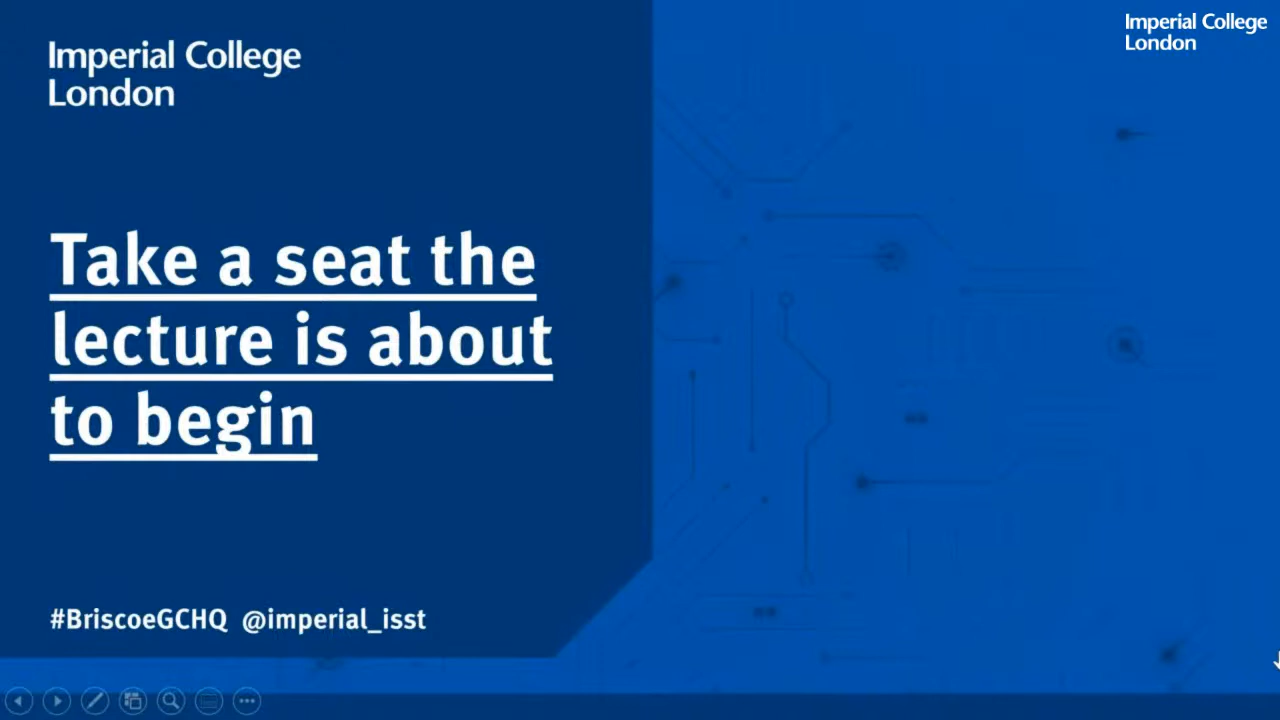 Imperial College
London
Imperial College
London
Take a seat the
lecture is about
to begin
#BriscoeGCHQ @imperial_isst